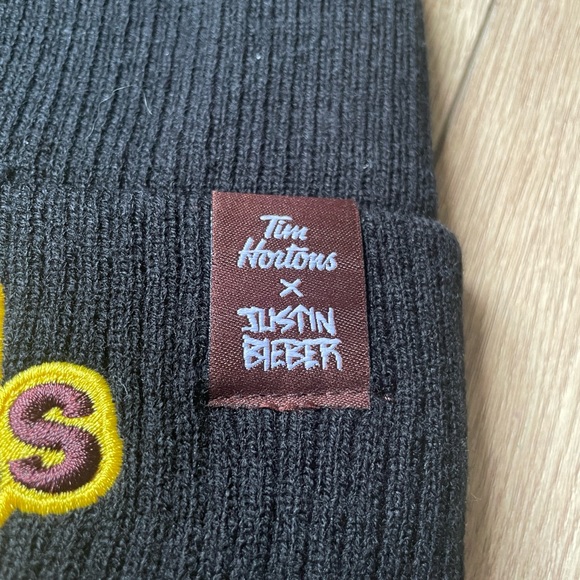 Tim
Hortons
x
JUSTIN
BIEBER
s